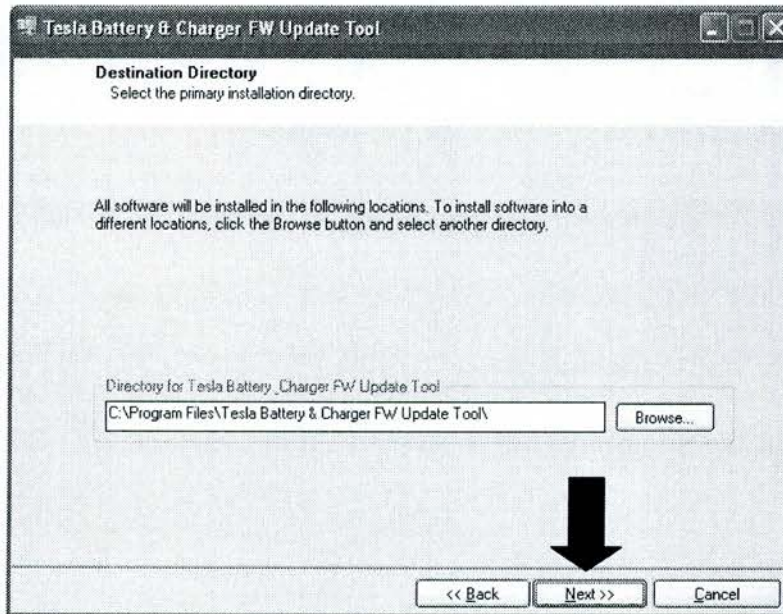 Tesla Battery & Charger FW Update Tool
Destination Directory
Select the primary installation directory.
All software will be installed in the following locations. To install software into a
different locations, click the Browse button and select another directory.
Directory for Tesla Battery_Charger FW Update Tool
C:\Program Files\Tesla Battery & Charger FW Update Tool\
Browse...
<< Back
Next >>
Cancel